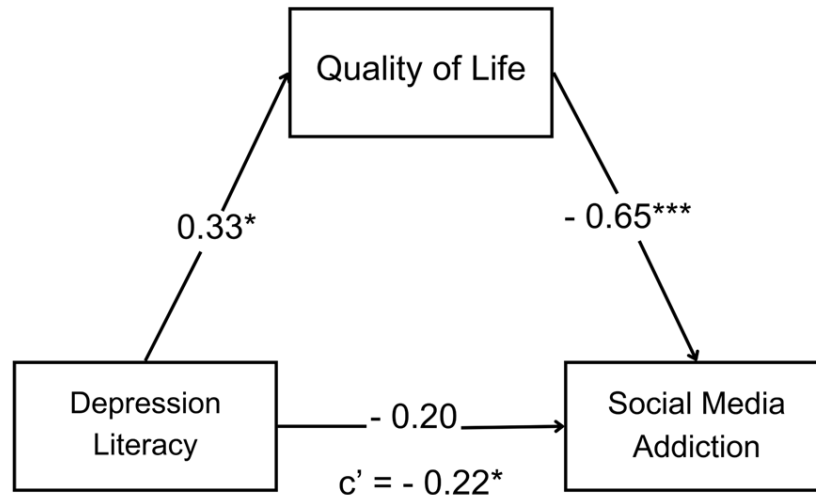 Quality of Life
0.33*
- 0.65***
Depression
Literacy
- 0.20
c’ = - 0.22*
Social Media
Addiction